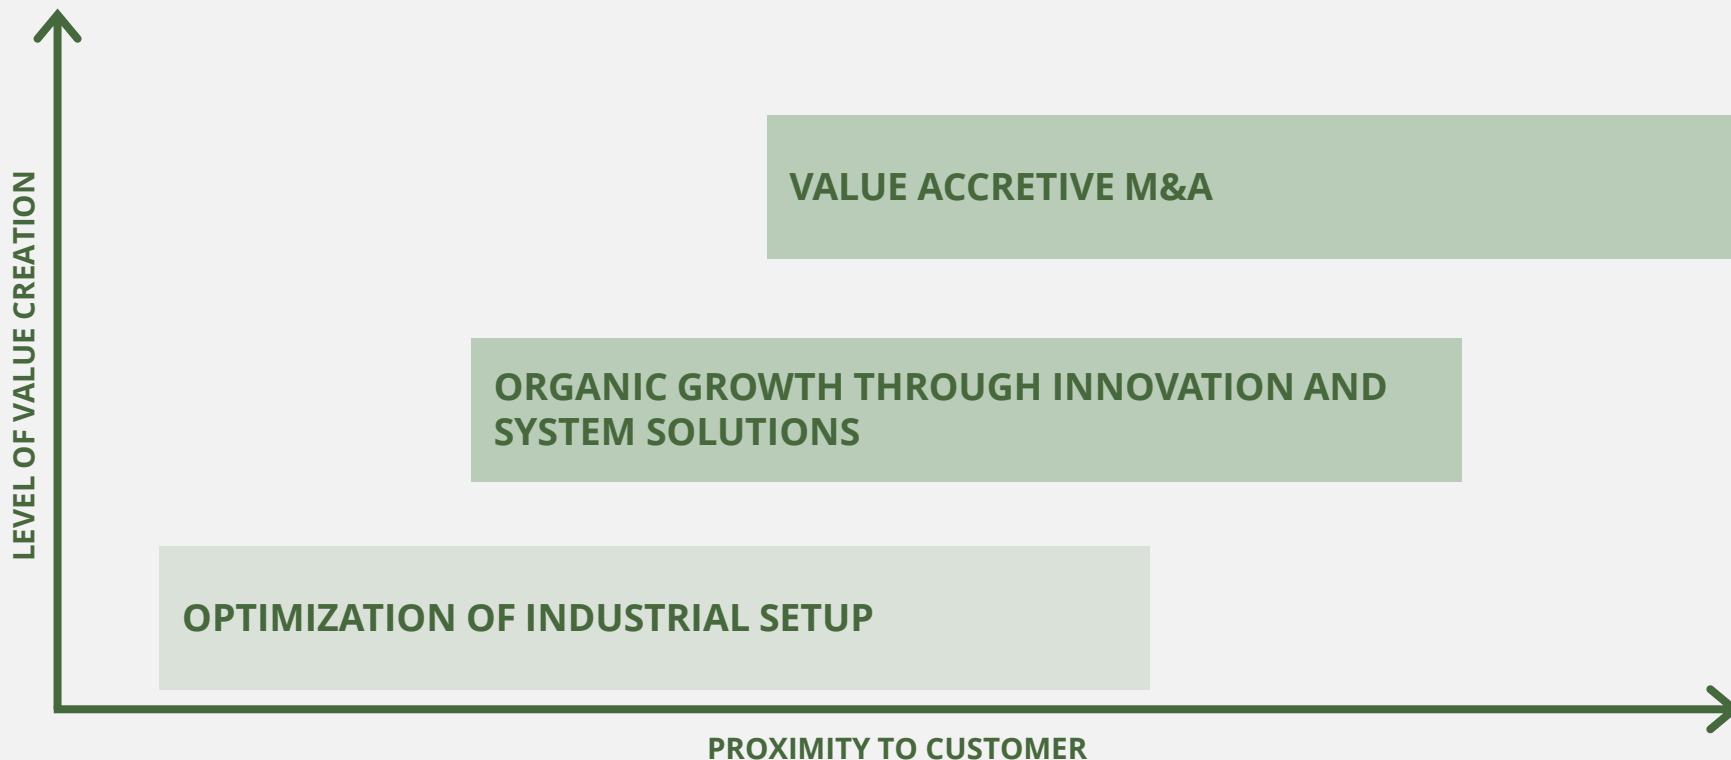 LEVEL OF VALUE CREATION
VALUE ACCRETIVE M&A
ORGANIC GROWTH THROUGH INNOVATION AND
SYSTEM SOLUTIONS
OPTIMIZATION OF INDUSTRIAL SETUP
PROXIMITY TO CUSTOMER